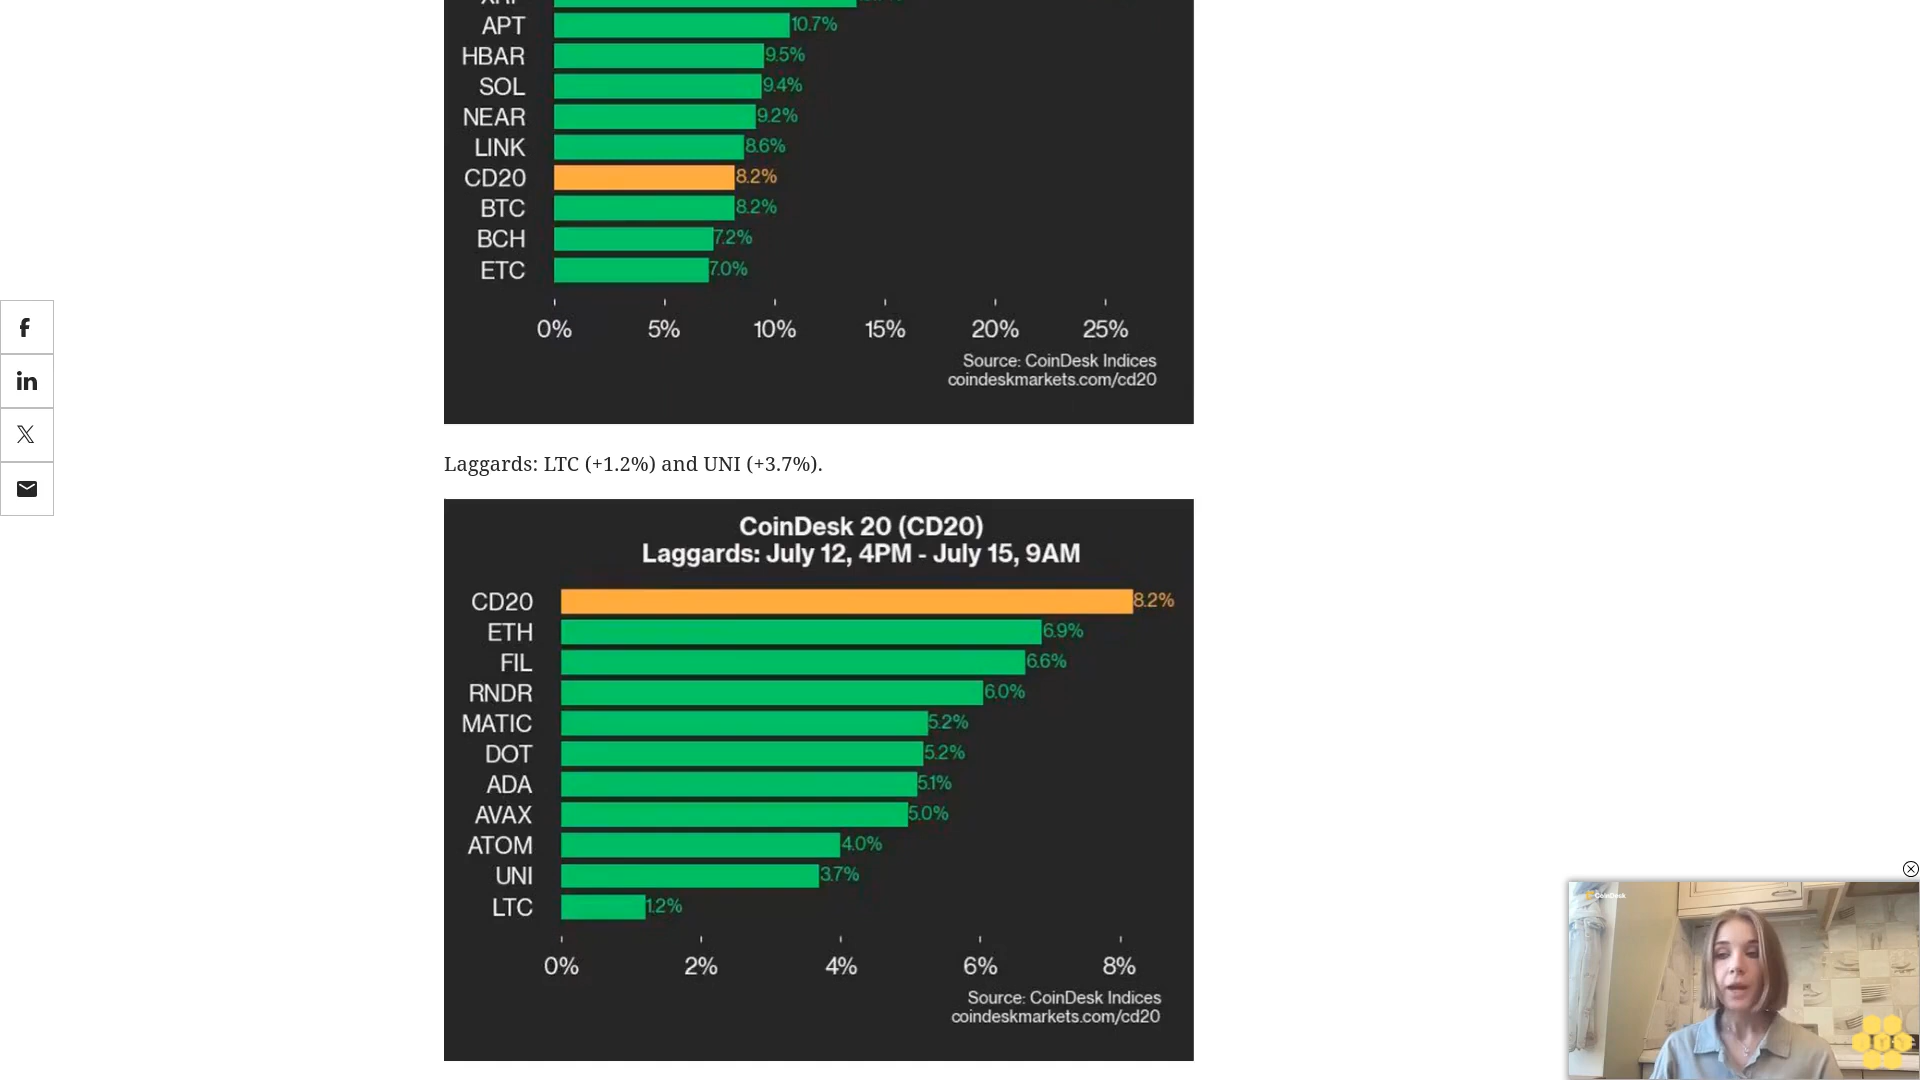 APT 10.7%
HBAR 9.5%
SOL 9.4%
NEAR 9.2%
LINK 8.6%
CD20 8.2%
BTC 8.2%
BCH 7.2%
ETC 7.0%
0% 5% 10% 15% 20% 25%
Source: CoinDesk Indices
coindeskmarkets.com/cd20
f
in
X
Laggards: LTC (+1.2%) and UNI (+3.7%).
CoinDesk 20 (CD20)
Laggards: July 12, 4PM - July 15, 9AM
CD20 8.2%
ETH 6.9%
FIL 6.6%
RNDR 6.0%
MATIC 5.2%
DOT 5.2%
ADA 5.1%
AVAX 5.0%
ATOM 4.0%
UNI 3.7%
LTC 1.2%
0% 2% 4% 6% 8%
Source: CoinDesk Indices
coindeskmarkets.com/cd20
CoinDesk